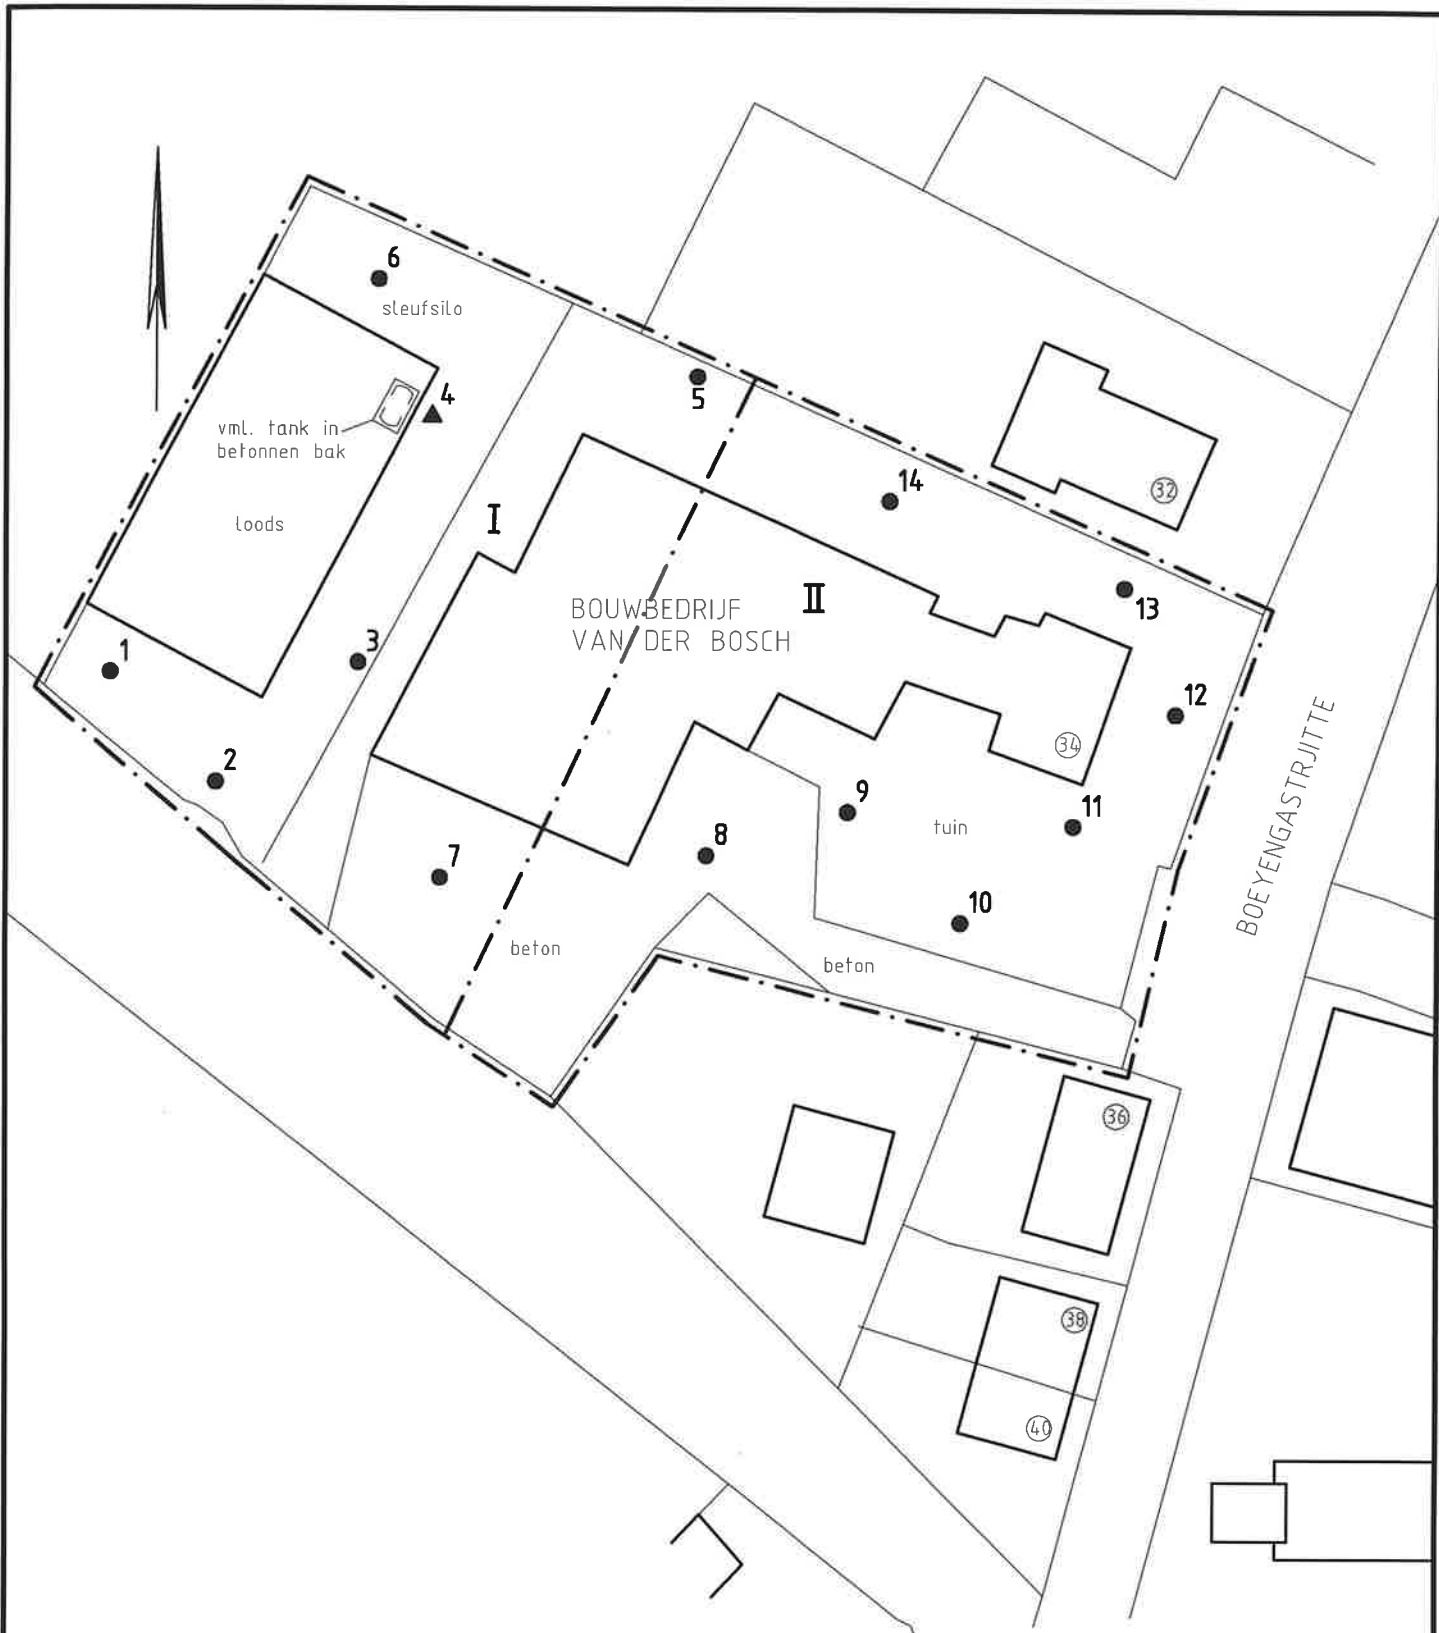 6
sleufsilo
5
4
vml. tank in
betonnen bak
loods
I
14
32
13
II
BOUWBEDRIJF
VAN DER BOSCH
1
3
2
12
34
BOEYENGASTRJITTE
9
tuin
11
8
7
10
beton
beton
36
38
40